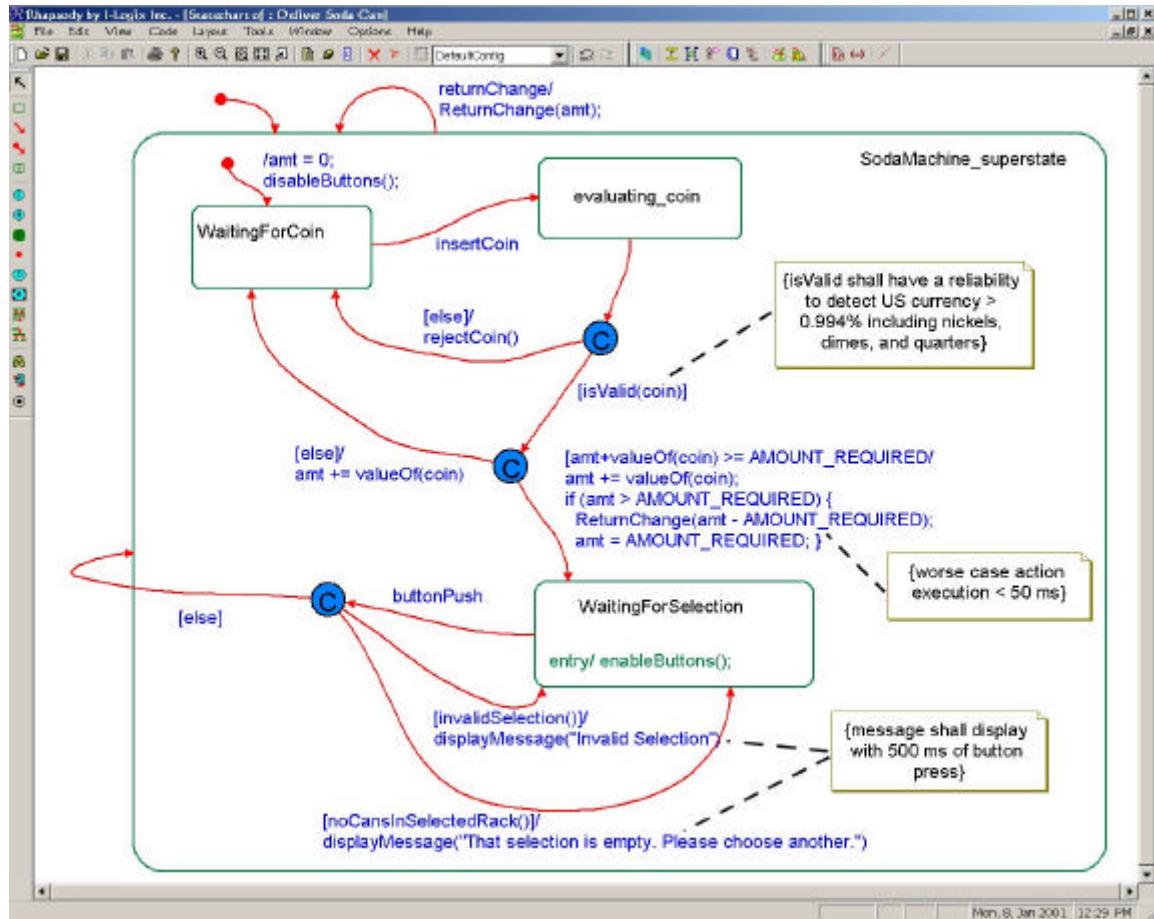 Rhapsody by I-Logix Inc. - [Statechart of : Deliver Soda Can]
File Edit View Code Layout Tools Window Options Help
DefaultConfig
returnChange/
ReturnChange(amt);
SodaMachine_superstate
/amt = 0;
disableButtons();
evaluating_coin
WaitingForCoin
insertCoin
{isValid shall have a reliability
to detect US currency >
0.994% including nickels,
dimes, and quarters}
[else]/
rejectCoin()
C
[isValid(coin)]
[else]/
amt += valueOf(coin)
C
[amt+valueOf(coin) >= AMOUNT_REQUIRED/
amt += valueOf(coin);
if (amt > AMOUNT_REQUIRED) {
ReturnChange(amt - AMOUNT_REQUIRED);
amt = AMOUNT_REQUIRED; }
{worse case action
execution < 50 ms}
C
buttonPush
[else]
WaitingForSelection
entry/ enableButtons();
[invalidSelection()]/
displayMessage("Invalid Selection")
{message shall display
with 500 ms of button
press}
[noCansInSelectedRack()]/
displayMessage("That selection is empty. Please choose another.")
Mon, 8, Jan 2001 12:29 PM